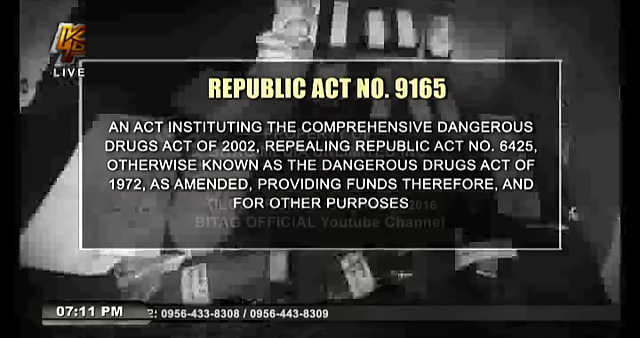 LIVE
REPUBLIC ACT NO. 9165
AN ACT INSTITUTING THE COMPREHENSIVE DANGEROUS
DRUGS ACT OF 2002, REPEALING REPUBLIC ACT NO. 6425,
OTHERWISE KNOWN AS THE DANGEROUS DRUGS ACT OF
1972, AS AMENDED, PROVIDING FUNDS THEREFORE, AND
FOR OTHER PURPOSES
2016
BITAG OFFICIAL Youtube Channel
07:11 PM
: 0956-433-8308 / 0956-443-8309